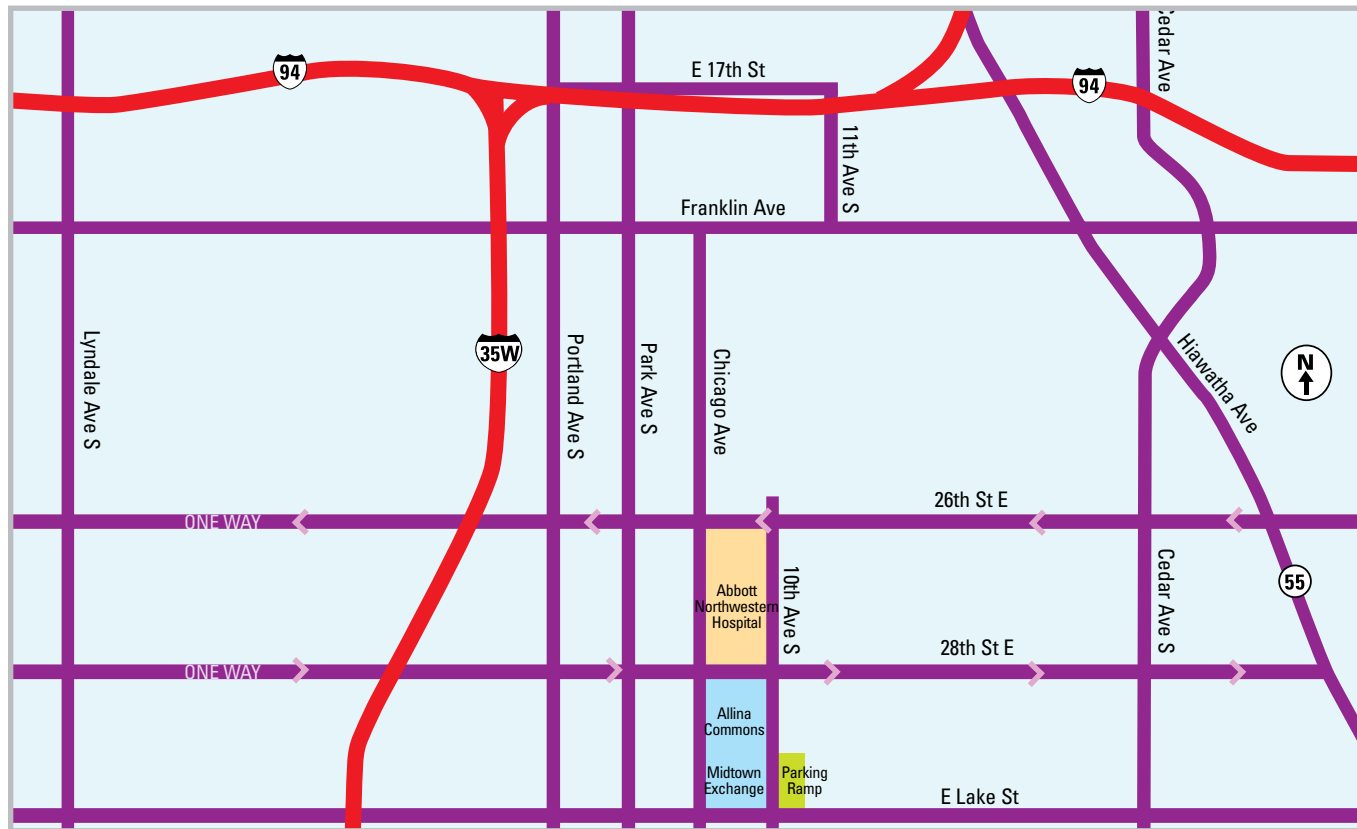 Cedar Ave
E 17th St
94
94
11th Ave S
Franklin Ave
Lyndale Ave S
35W
Portland Ave S
Park Ave S
Chicago Ave
Hiawatha Ave
N
26th St E
ONE WAY
Abbott
Northwestern
Hospital
10th Ave S
Cedar Ave S
55
28th St E
ONE WAY
Allina
Commons
Midtown
Exchange
Parking
Ramp
E Lake St